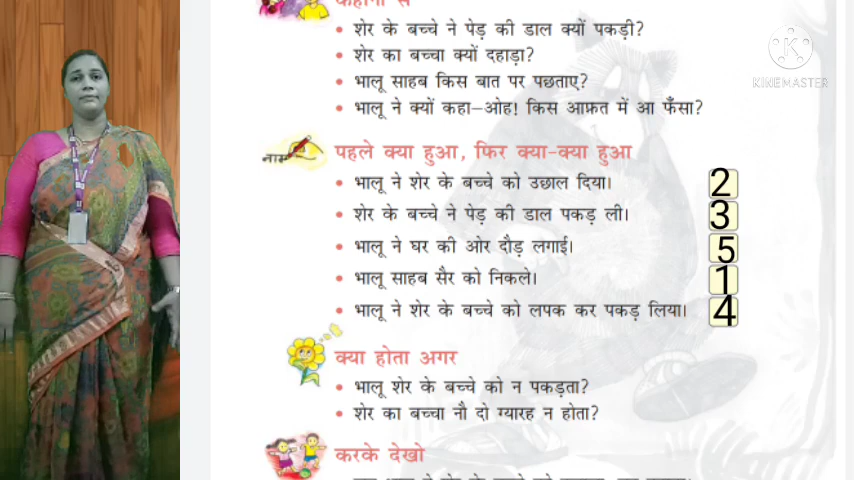 कहानी से
• शेर के बच्चे ने पेड़ की डाल क्यों पकड़ी?
• शेर का बच्चा क्यों दहाड़ा?
• भालू साहब किस बात पर पछताए?
• भालू ने क्यों कहा–ओह! किस आफ़त में आ फँसा?
KINEMASTER
नाम
पहले क्या हुआ, फिर क्या-क्या हुआ
• भालू ने शेर के बच्चे को उछाल दिया। 2
• शेर के बच्चे ने पेड़ की डाल पकड़ ली। 3
• भालू ने घर की ओर दौड़ लगाई। 5
• भालू साहब सैर को निकले। 1
• भालू ने शेर के बच्चे को लपक कर पकड़ लिया। 4
क्या होता अगर
• भालू शेर के बच्चे को न पकड़ता?
• शेर का बच्चा नौ दो ग्यारह न होता?
करके देखो